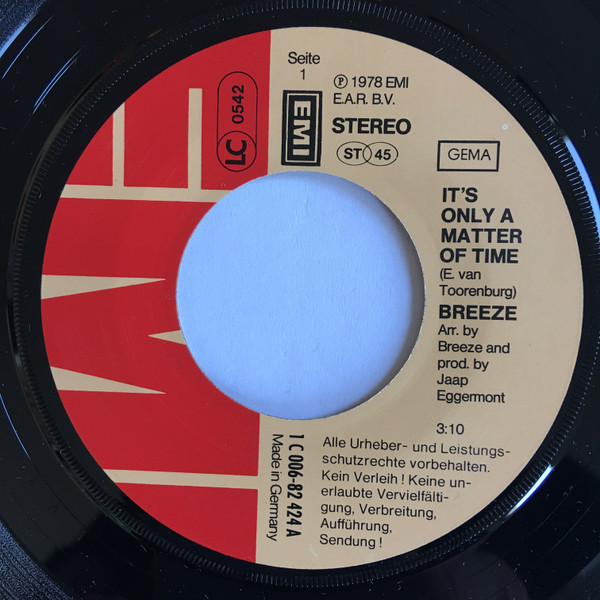 Seite
1
℗ 1978 EMI
E.A.R. B.V.
LC 0542
EMI
STEREO
ST 45
GEMA
IT'S
ONLY A
MATTER
OF TIME
(E. van
Toorenburg)
BREEZE
Arr. by
Breeze and
prod. by
Jaap
Eggermont
3:10
Alle Urheber- und Leistungs-
schutzrechte vorbehalten.
Kein Verleih! Keine un-
erlaubte Vervielfälti-
gung, Verbreitung,
Aufführung,
Sendung!
1 C 006-82 424 A
Made in Germany
EMI